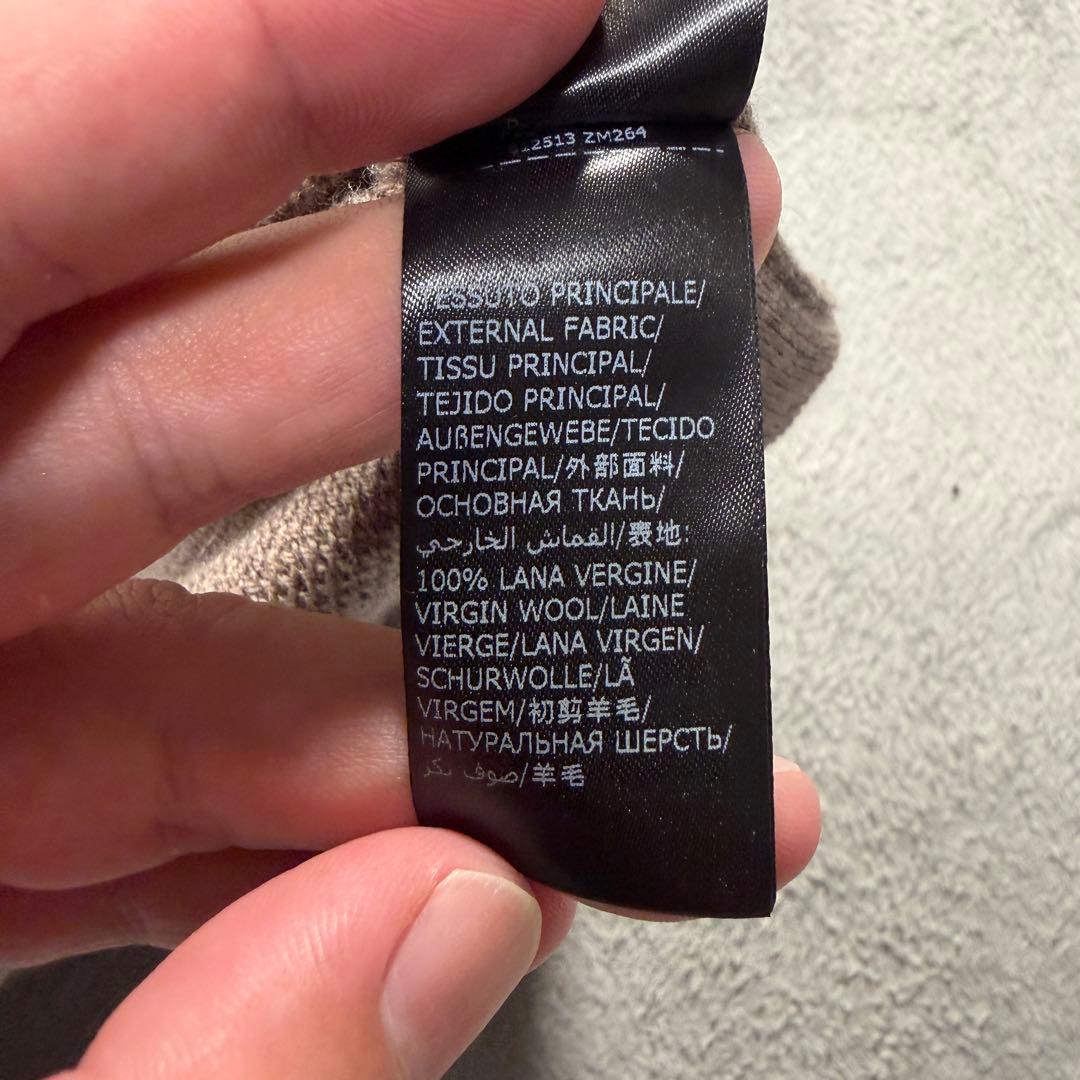 ZM264
TESSUTO PRINCIPALE/
EXTERNAL FABRIC/
TISSU PRINCIPAL/
TEJIDO PRINCIPAL/
AUßENGEWEBE/TECIDO
PRINCIPAL/外部面料/
ОСНОВНАЯ ТКАНЬ/
القماش الخارجي/表地:
100% LANA VERGINE/
VIRGIN WOOL/LAINE
VIERGE/LANA VIRGEN/
SCHURWOLLE/LÃ
VIRGEM/初剪羊毛/
НАТУРАЛЬНАЯ ШЕРСТЬ/
صوف بكر/羊毛